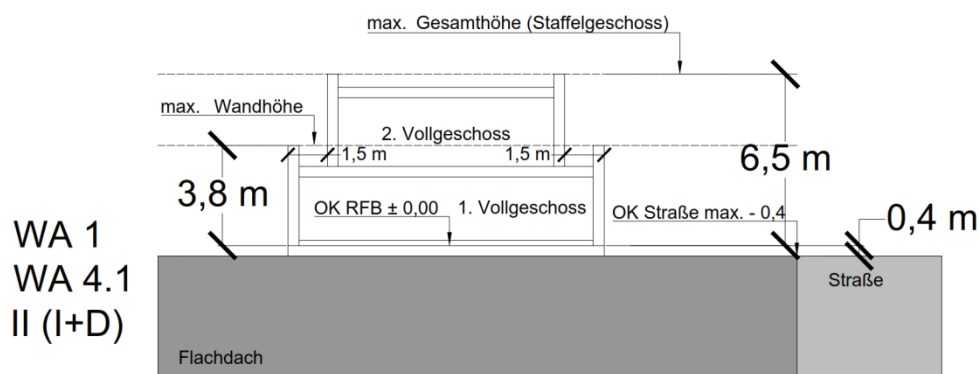 max. Gesamthöhe (Staffelgeschoss)
max. Wandhöhe
2. Vollgeschoss
1,5 m
1,5 m
6,5 m
3,8 m
OK RFB ± 0,00
1. Vollgeschoss
OK Straße max. - 0,4
0,4 m
WA 1
WA 4.1
II (I+D)
Straße
Flachdach